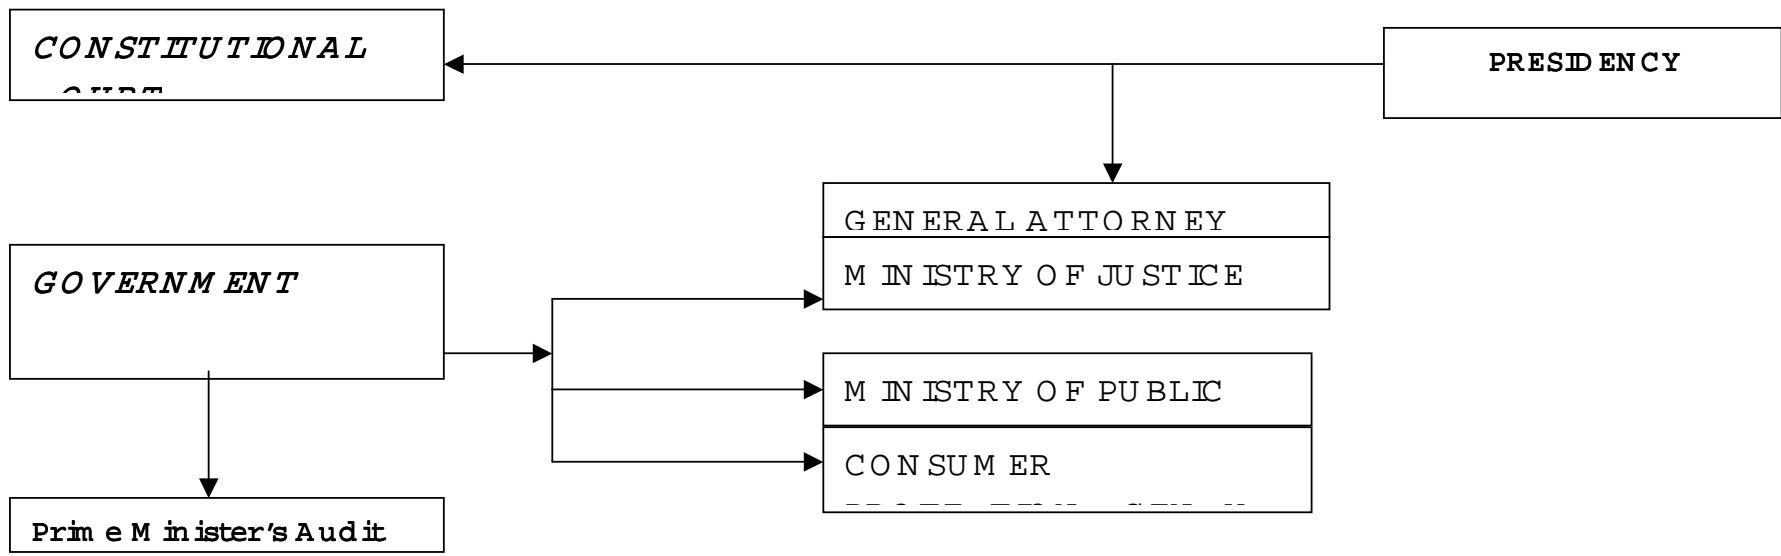 CONSTITUTIONAL
PRESIDENCY
GENERAL ATTORNEY
MINISTRY OF JUSTICE
GOVERNMENT
MINISTRY OF PUBLIC
CONSUMER
Prime Minister's Audit